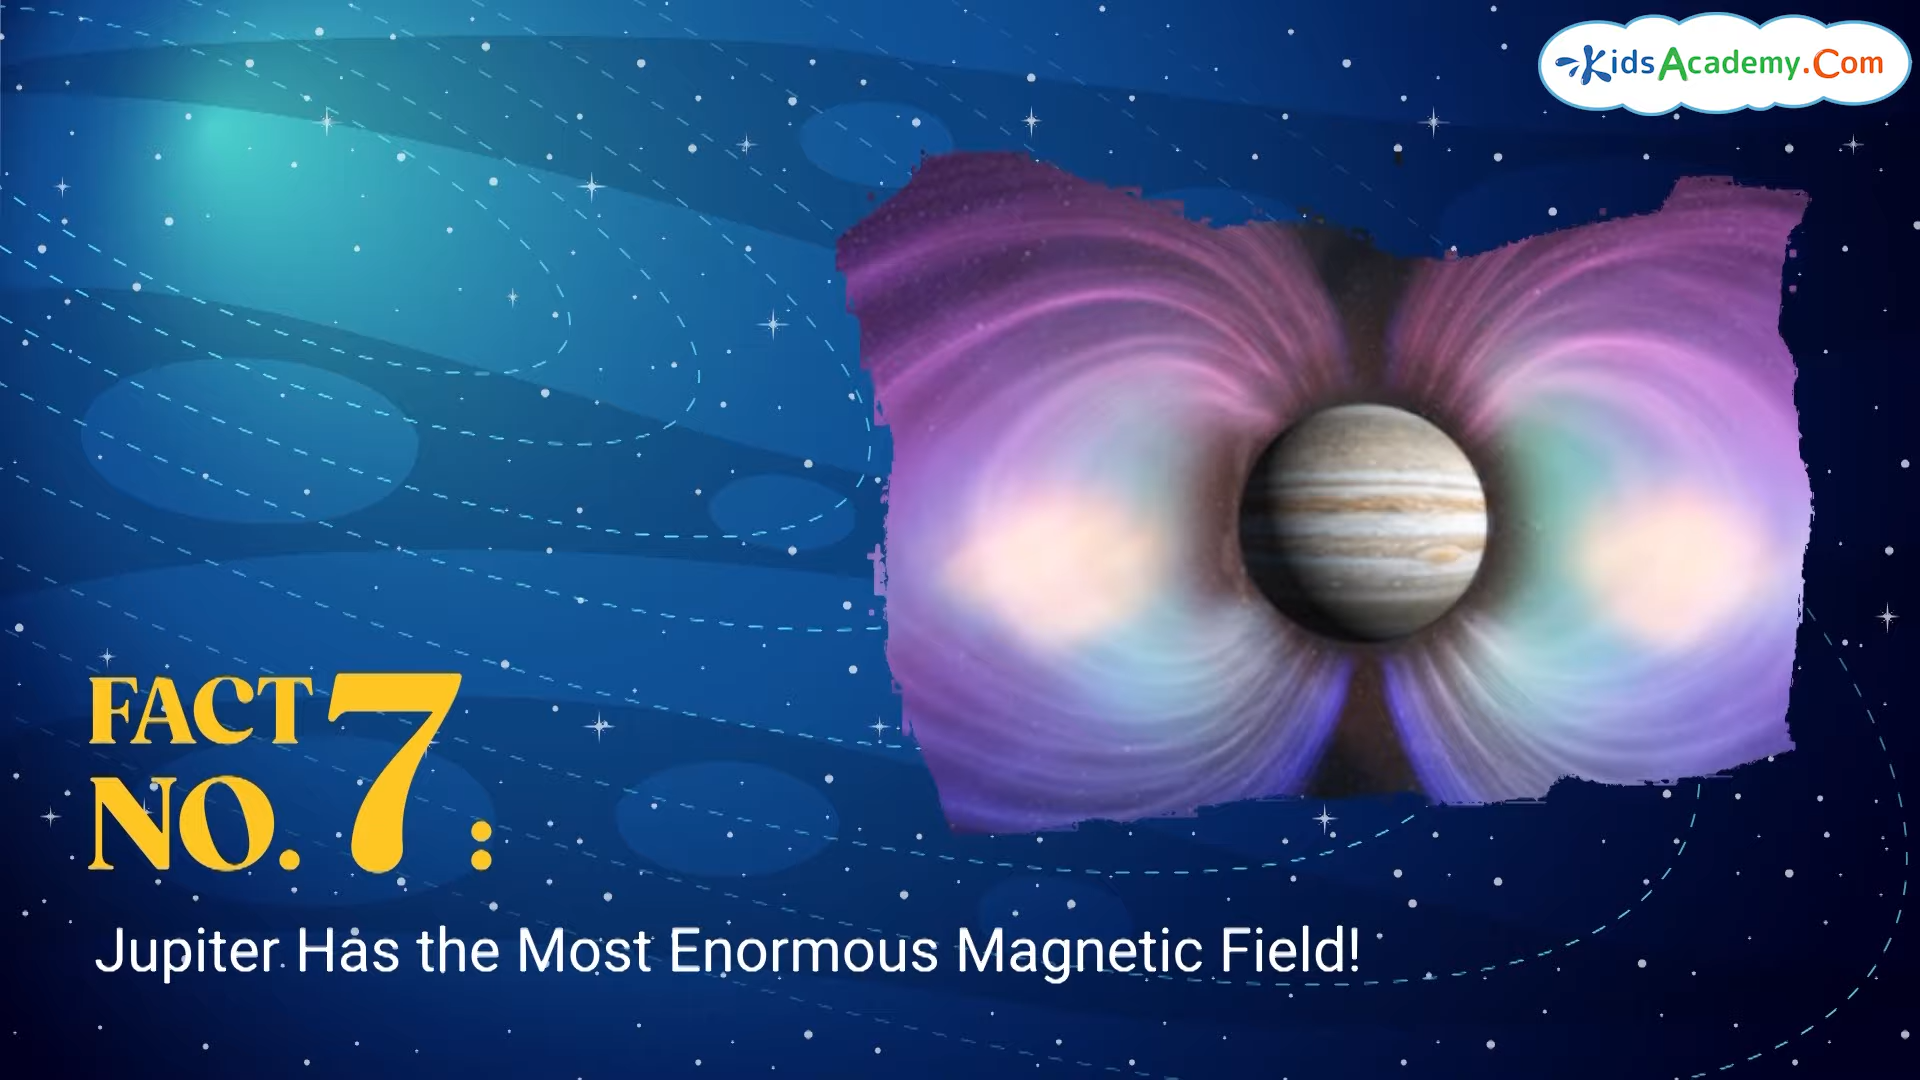 KidsAcademy.Com
FACT
NO. 7:
Jupiter Has the Most Enormous Magnetic Field!